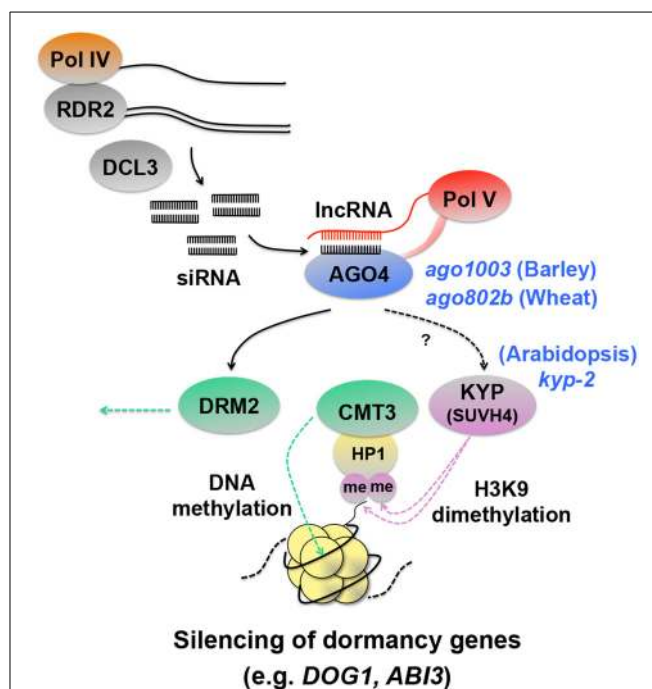 Pol IV
RDR2
DCL3
siRNA
lncRNA
Pol V
AGO4
ago1003 (Barley)
ago802b (Wheat)
?
(Arabidopsis)
kyp-2
DRM2
CMT3
KYP
(SUVH4)
HP1
me me
DNA
methylation
H3K9
dimethylation
Silencing of dormancy genes
(e.g. DOG1, ABI3)